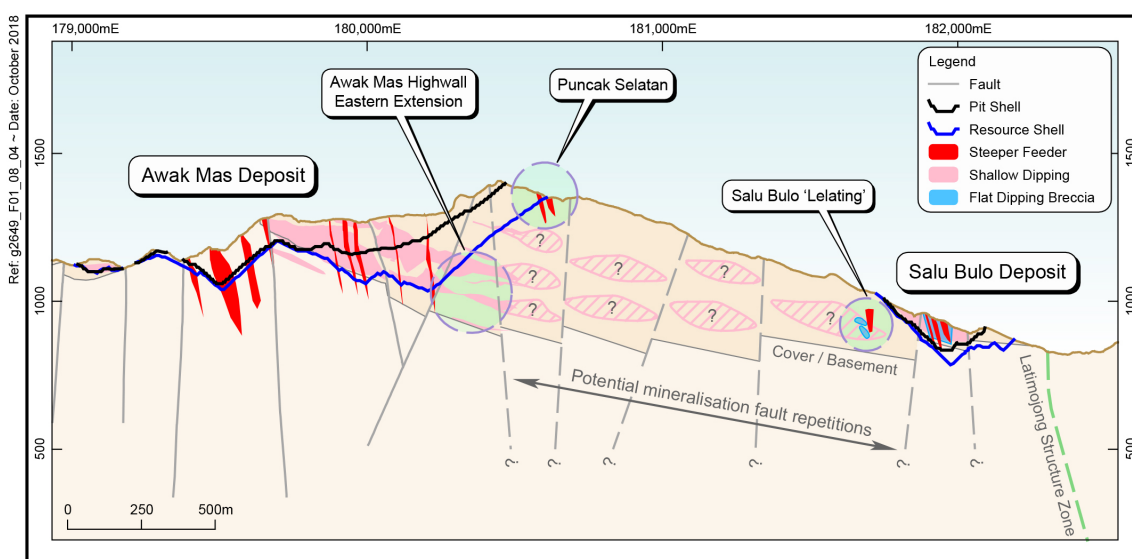 Ref: g2649_F01_08_04 ~ Date: October 2018
179,000mE
180,000mE
181,000mE
182,000mE
1500
1000
500
1500
1000
500
Legend
Fault
Pit Shell
Resource Shell
Steeper Feeder
Shallow Dipping
Flat Dipping Breccia
Awak Mas Highwall
Eastern Extension
Puncak Selatan
Awak Mas Deposit
Salu Bulo ‘Lelating’
Salu Bulo Deposit
?
?
?
?
?
?
?
?
Cover / Basement
Potential mineralisation fault repetitions
?
?
?
?
?
?
Latimojong Structure Zone
0
250
500m